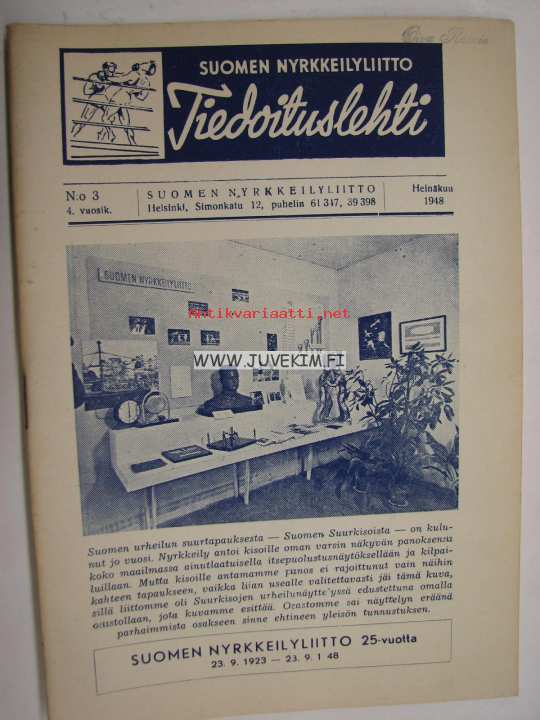 SUOMEN NYRKKEILYLIITTO
Tiedoituslehti
N:o 3
4. vuosik.
SUOMEN NYRKKEILYLIITTO
Helsinki, Simonkatu 12, puhelin 61 347, 39 398
Heinäkuu
1948
SUOMEN NYRKKEILYLIITTO
antikvariaatti.net
WWW.JUVEKIM.FI
Suomen urheilun suurtapauksesta — Suomen Suurkisoista — on kulu-
nut jo vuosi. Nyrkkeily antoi kisoille oman varsin näkyvän panoksensa
koko maailmassa ainutlaatuisella itsepuolustusnäytöksellään ja kilpai-
luillaan. Mutta kisoille antamamme panos ei rajoittunut vain näihin
kahteen tapaukseen, vaikka liian usealle valitettavasti jäi tämä kuva,
sillä liittomme oli Suurkisojen urheilunäytte'yssä edustettuna omalla
osastollaan, jota kuvamme esittää. Osastomme sai näyttelyn eräänä
parhaimmista osakseen sinne ehtineen yleisön tunnustuksen.
SUOMEN NYRKKEILYLIITTO 25-vuotta
23. 9. 1923 — 23. 9. 1 48